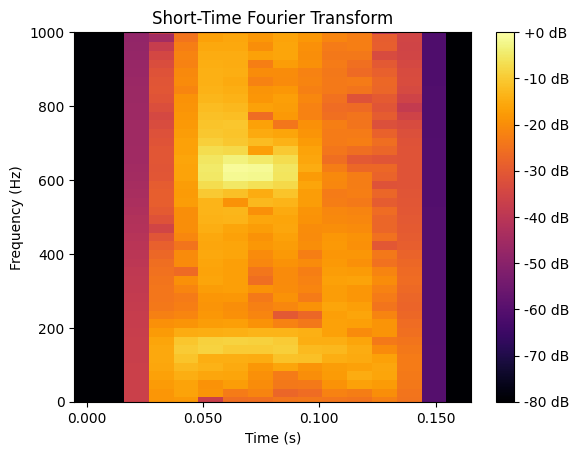 Short-Time Fourier Transform
1000
800
600
400
200
0
Frequency (Hz)
0.000
0.050
0.100
0.150
Time (s)
+0 dB
-10 dB
-20 dB
-30 dB
-40 dB
-50 dB
-60 dB
-70 dB
-80 dB